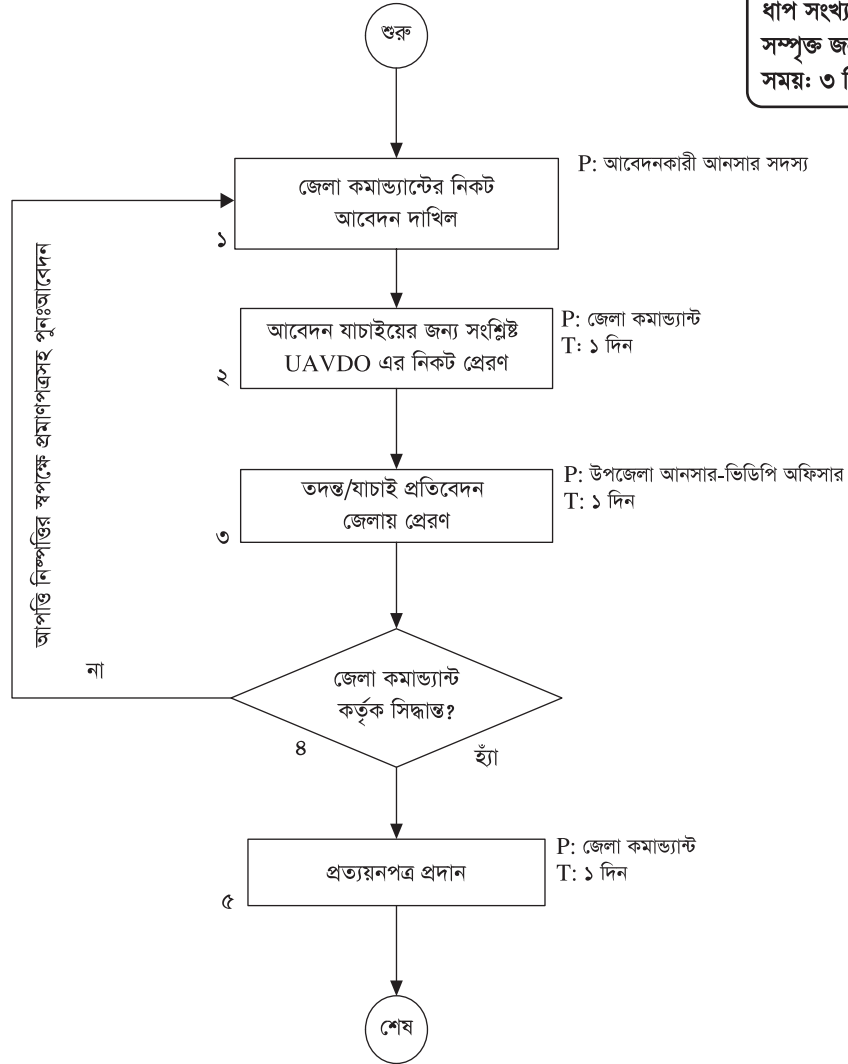 শুরু
ধাপ
সম্পৃক্ত
সময়: ৩
জেলা কমান্ড্যান্টের নিকট
আবেদন দাখিল
১
P: আবেদনকারী আনসার সদস্য
আবেদন যাচাইয়ের জন্য সংশ্লিষ্ট
UAVDO এর নিকট প্রেরণ
২
P: জেলা কমান্ড্যান্ট
T: ১ দিন
তদন্ত/যাচাই প্রতিবেদন
জেলায় প্রেরণ
৩
P: উপজেলা আনসার-ভিডিপি অফিসার
T: ১ দিন
আপত্তি নিষ্পত্তির স্বপক্ষে প্রমাণপত্রসহ পুনঃআবেদন
না
জেলা কমান্ড্যান্ট
কর্তৃক সিদ্ধান্ত?
৪
হ্যাঁ
প্রত্যয়নপত্র প্রদান
৫
P: জেলা কমান্ড্যান্ট
T: ১ দিন
শেষ